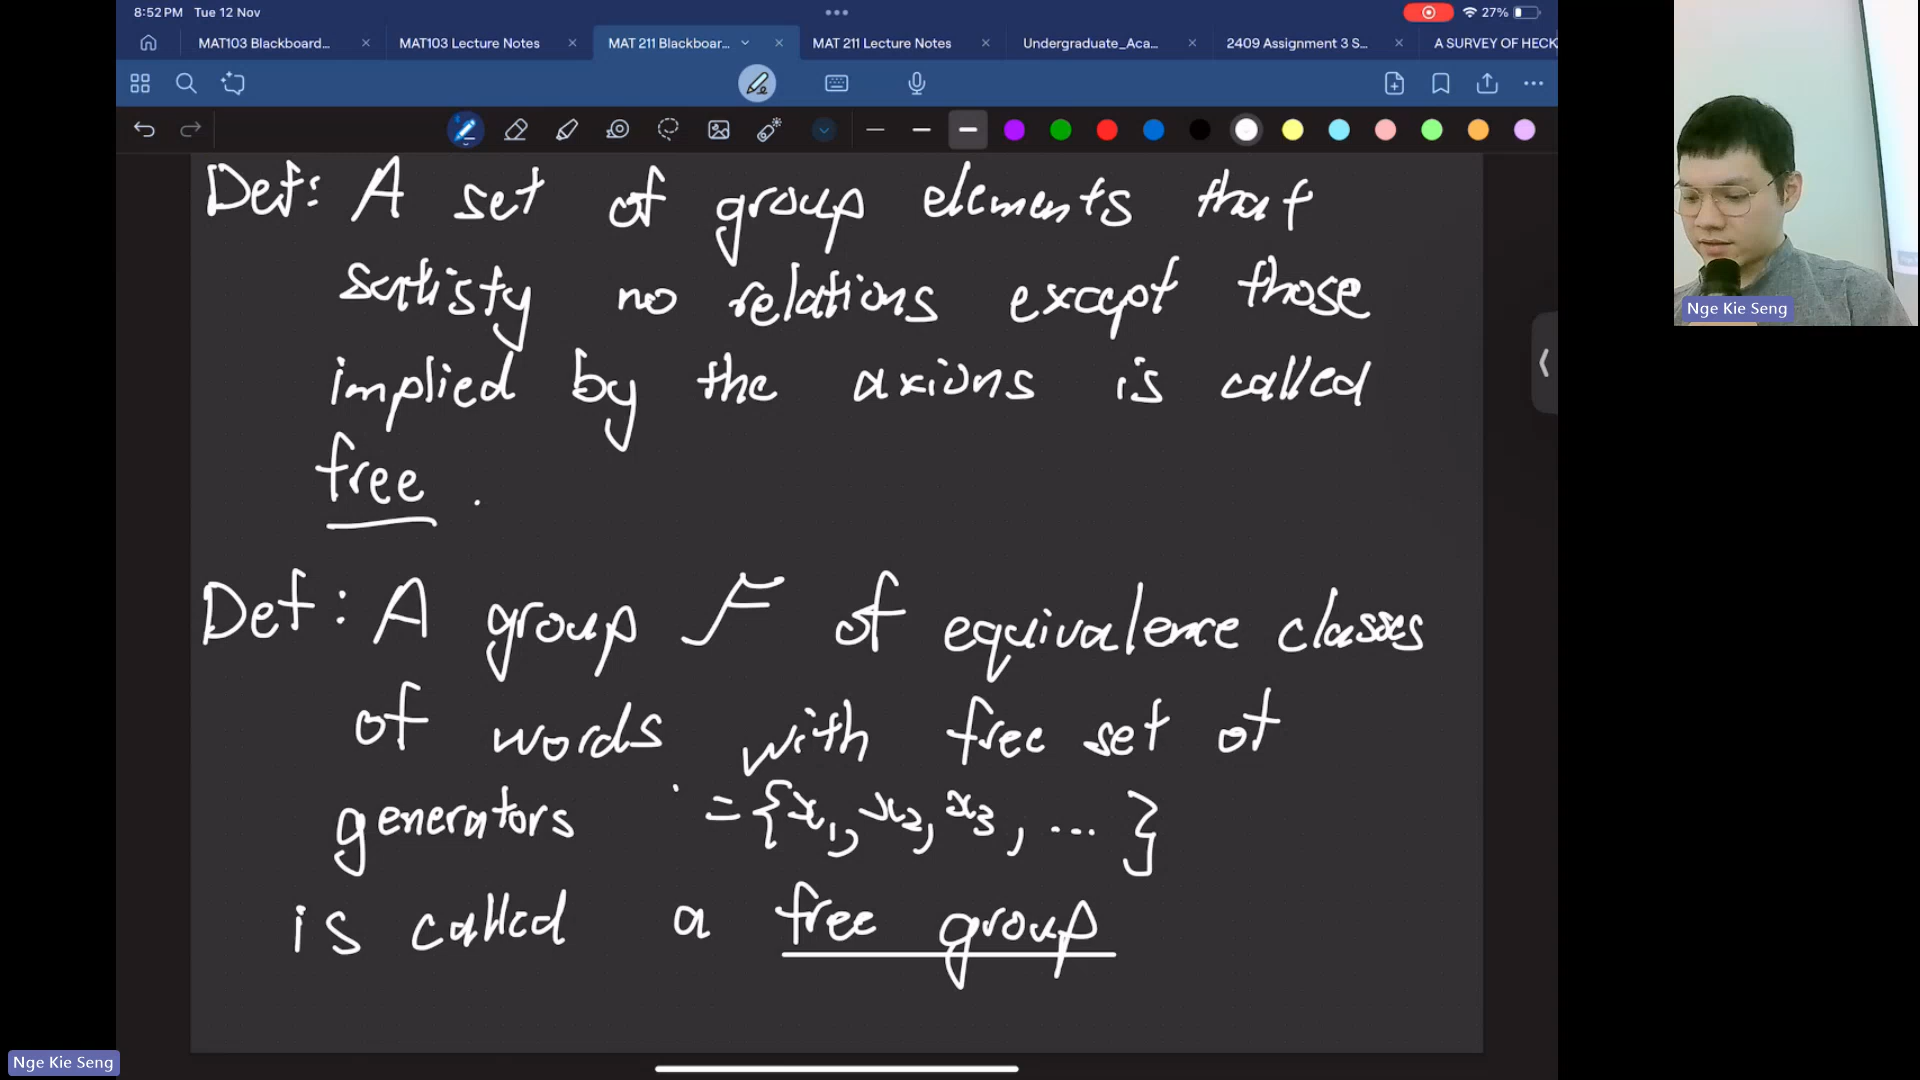 8:52 PM Tue 12 Nov
27%
MAT103 Blackboard...
MAT103 Lecture Notes
MAT 211 Blackboar...
MAT 211 Lecture Notes
Undergraduate_Aca...
2409 Assignment 3 S...
A SURVEY OF HECK
Def: A set of group elements that
satisfy no relations except those
implied by the axions is called
free.
Def: A group F of equivalence classes
of words with free set of
generators = {x₁, x₂, x₃, ... }
is called a free group
Nge Kie Seng
Nge Kie Seng